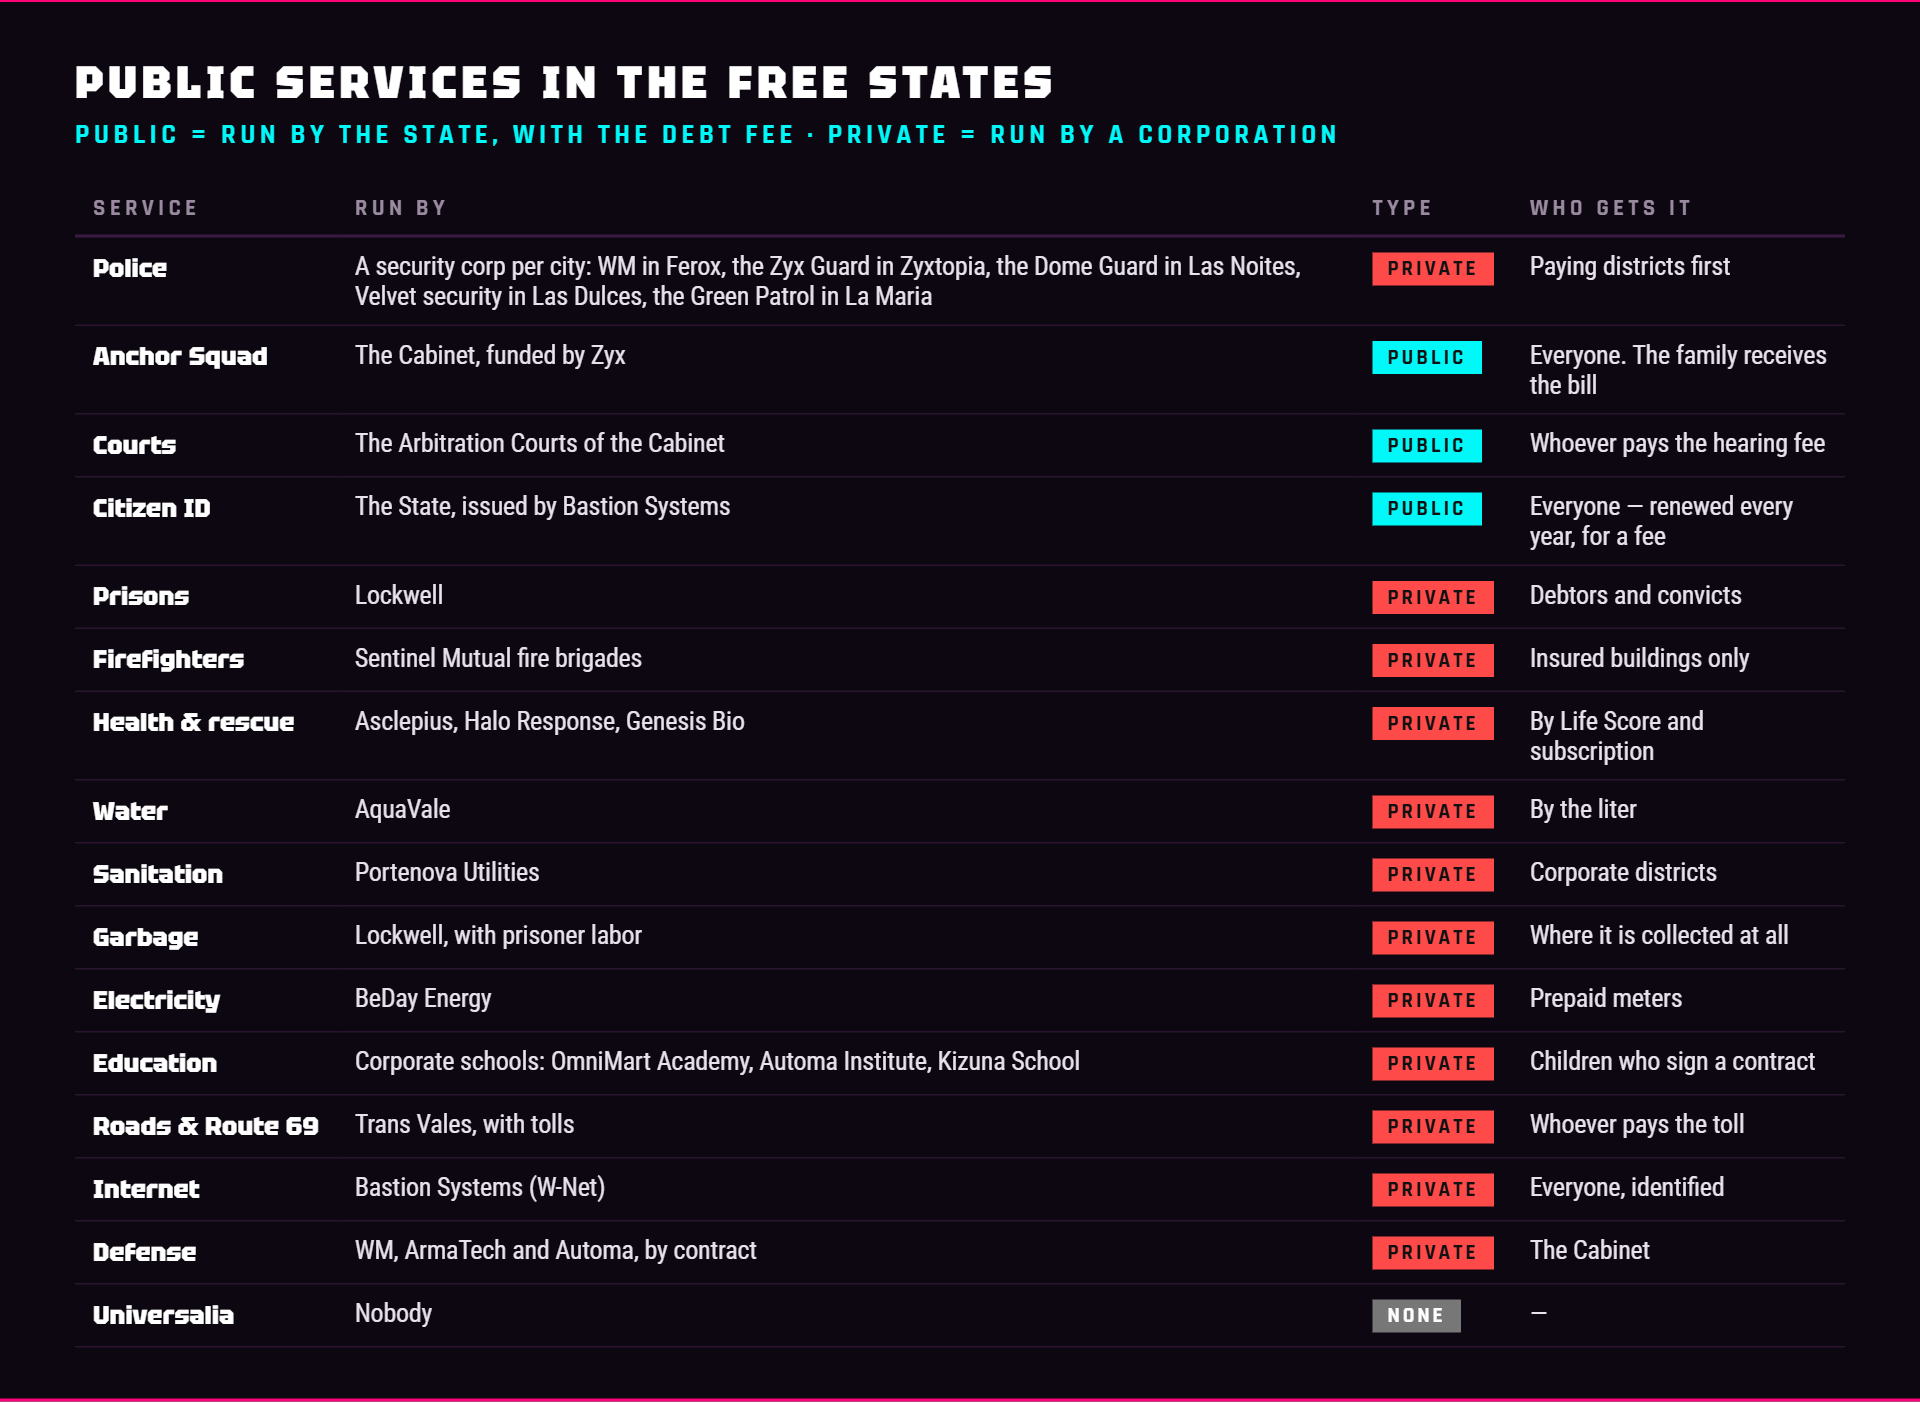 PUBLIC SERVICES IN THE FREE STATES
PUBLIC = RUN BY THE STATE, WITH THE DEBT FEE · PRIVATE = RUN BY A CORPORATION
SERVICE RUN BY TYPE WHO GETS IT
Police A security corp per city: WM in Ferox, the Zyx Guard in Zyxtopia, the Dome Guard in Las Noites, PRIVATE Paying districts first
Velvet security in Las Dulces, the Green Patrol in La Maria
Anchor Squad The Cabinet, funded by Zyx PUBLIC Everyone. The family receives
the bill
Courts The Arbitration Courts of the Cabinet PUBLIC Whoever pays the hearing fee
Citizen ID The State, issued by Bastion Systems PUBLIC Everyone — renewed every
year, for a fee
Prisons Lockwell PRIVATE Debtors and convicts
Firefighters Sentinel Mutual fire brigades PRIVATE Insured buildings only
Health & rescue Asclepius, Halo Response, Genesis Bio PRIVATE By Life Score and
subscription
Water AquaVale PRIVATE By the liter
Sanitation Portenova Utilities PRIVATE Corporate districts
Garbage Lockwell, with prisoner labor PRIVATE Where it is collected at all
Electricity BeDay Energy PRIVATE Prepaid meters
Education Corporate schools: OmniMart Academy, Automa Institute, Kizuna School PRIVATE Children who sign a contract
Roads & Route 69 Trans Vales, with tolls PRIVATE Whoever pays the toll
Internet Bastion Systems (W-Net) PRIVATE Everyone, identified
Defense WM, ArmaTech and Automa, by contract PRIVATE The Cabinet
Universalia Nobody NONE —